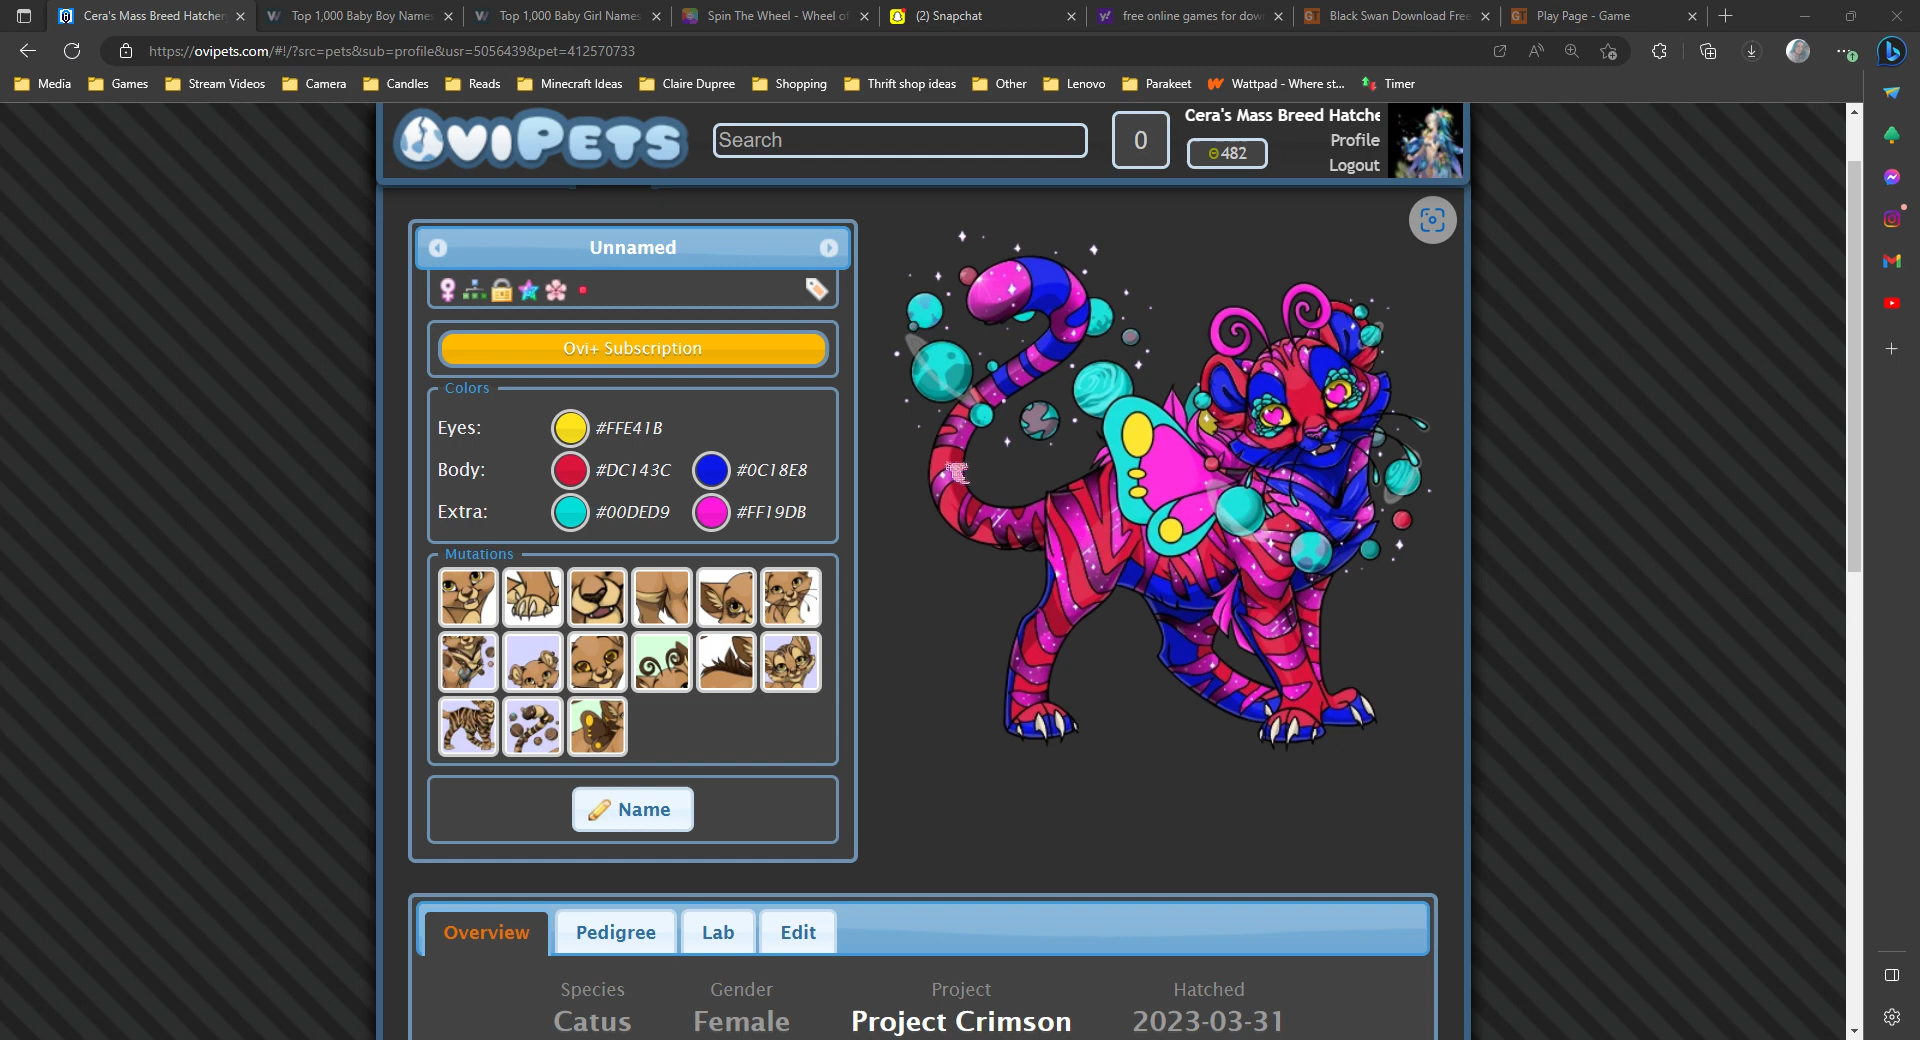 Cera's Mass Breed Hatcher
Top 1,000 Baby Boy Names
Top 1,000 Baby Girl Names
Spin The Wheel - Wheel of
(2) Snapchat
free online games for dow
Black Swan Download Free
Play Page - Game
https://ovipets.com/#!/?src=pets&sub=profile&usr=5056439&pet=412570733
Media
Games
Stream Videos
Camera
Candles
Reads
Minecraft Ideas
Claire Dupree
Shopping
Thrift shop ideas
Other
Lenovo
Parakeet
Wattpad - Where st...
Timer
OviPets
Search
0
Cera's Mass Breed Hatche
482
Profile
Logout
Unnamed
Ovi+ Subscription
Colors
Eyes: #FFE41B
Body: #DC143C #0C18E8
Extra: #00DED9 #FF19DB
Mutations
Name
Overview
Pedigree
Lab
Edit
Species Gender Project Hatched
Catus Female Project Crimson 2023-03-31